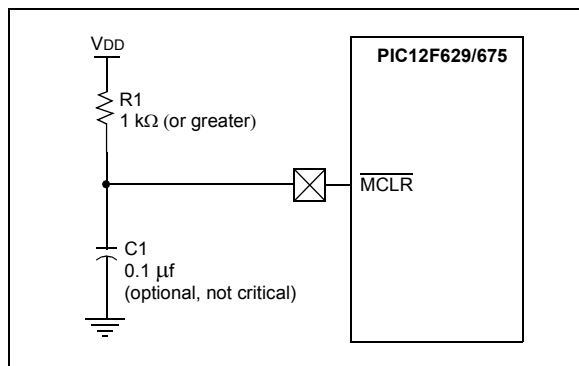 VDD
PIC12F629/675
R1
1 kΩ (or greater)
MCLR
C1
0.1 μf
(optional, not critical)